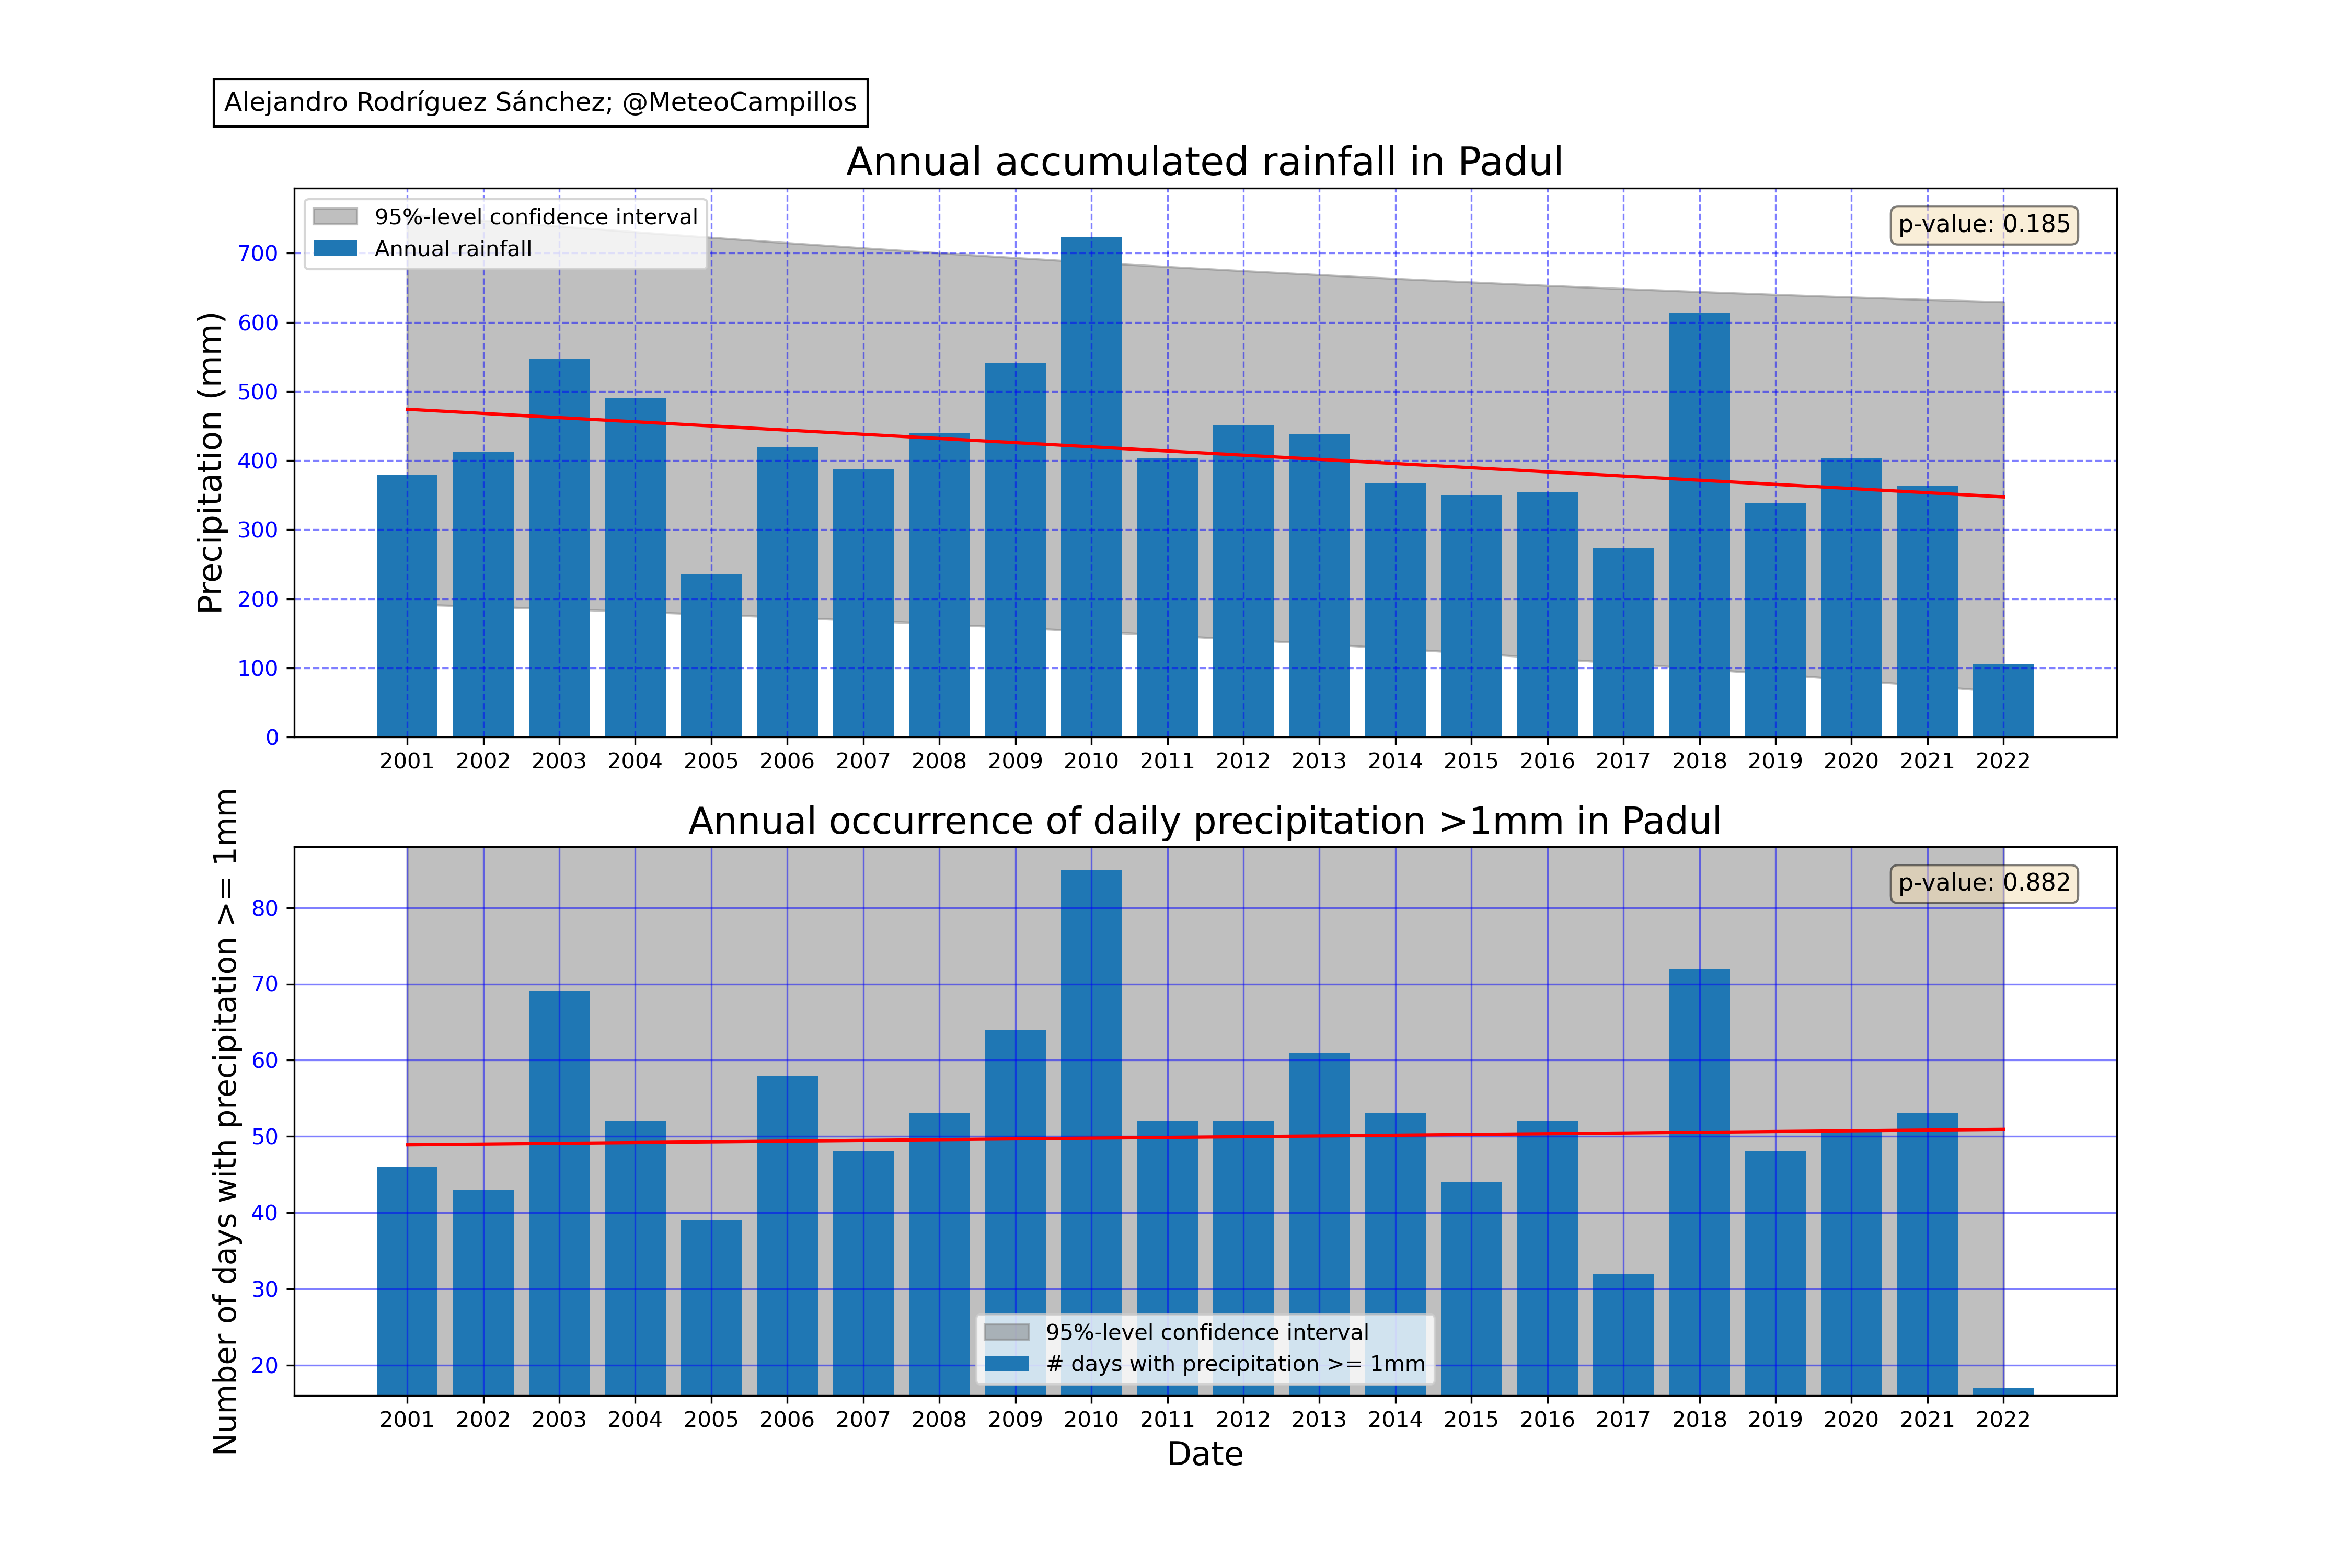 Alejandro Rodríguez Sánchez; @MeteoCampillos
Annual accumulated rainfall in Padul
95%-level confidence interval
Annual rainfall
p-value: 0.185
Precipitation (mm)
700
600
500
400
300
200
100
0
2001 2002 2003 2004 2005 2006 2007 2008 2009 2010 2011 2012 2013 2014 2015 2016 2017 2018 2019 2020 2021 2022
Annual occurrence of daily precipitation >1mm in Padul
p-value: 0.882
Number of days with precipitation >= 1mm
80
70
60
50
40
30
20
95%-level confidence interval
# days with precipitation >= 1mm
2001 2002 2003 2004 2005 2006 2007 2008 2009 2010 2011 2012 2013 2014 2015 2016 2017 2018 2019 2020 2021 2022
Date